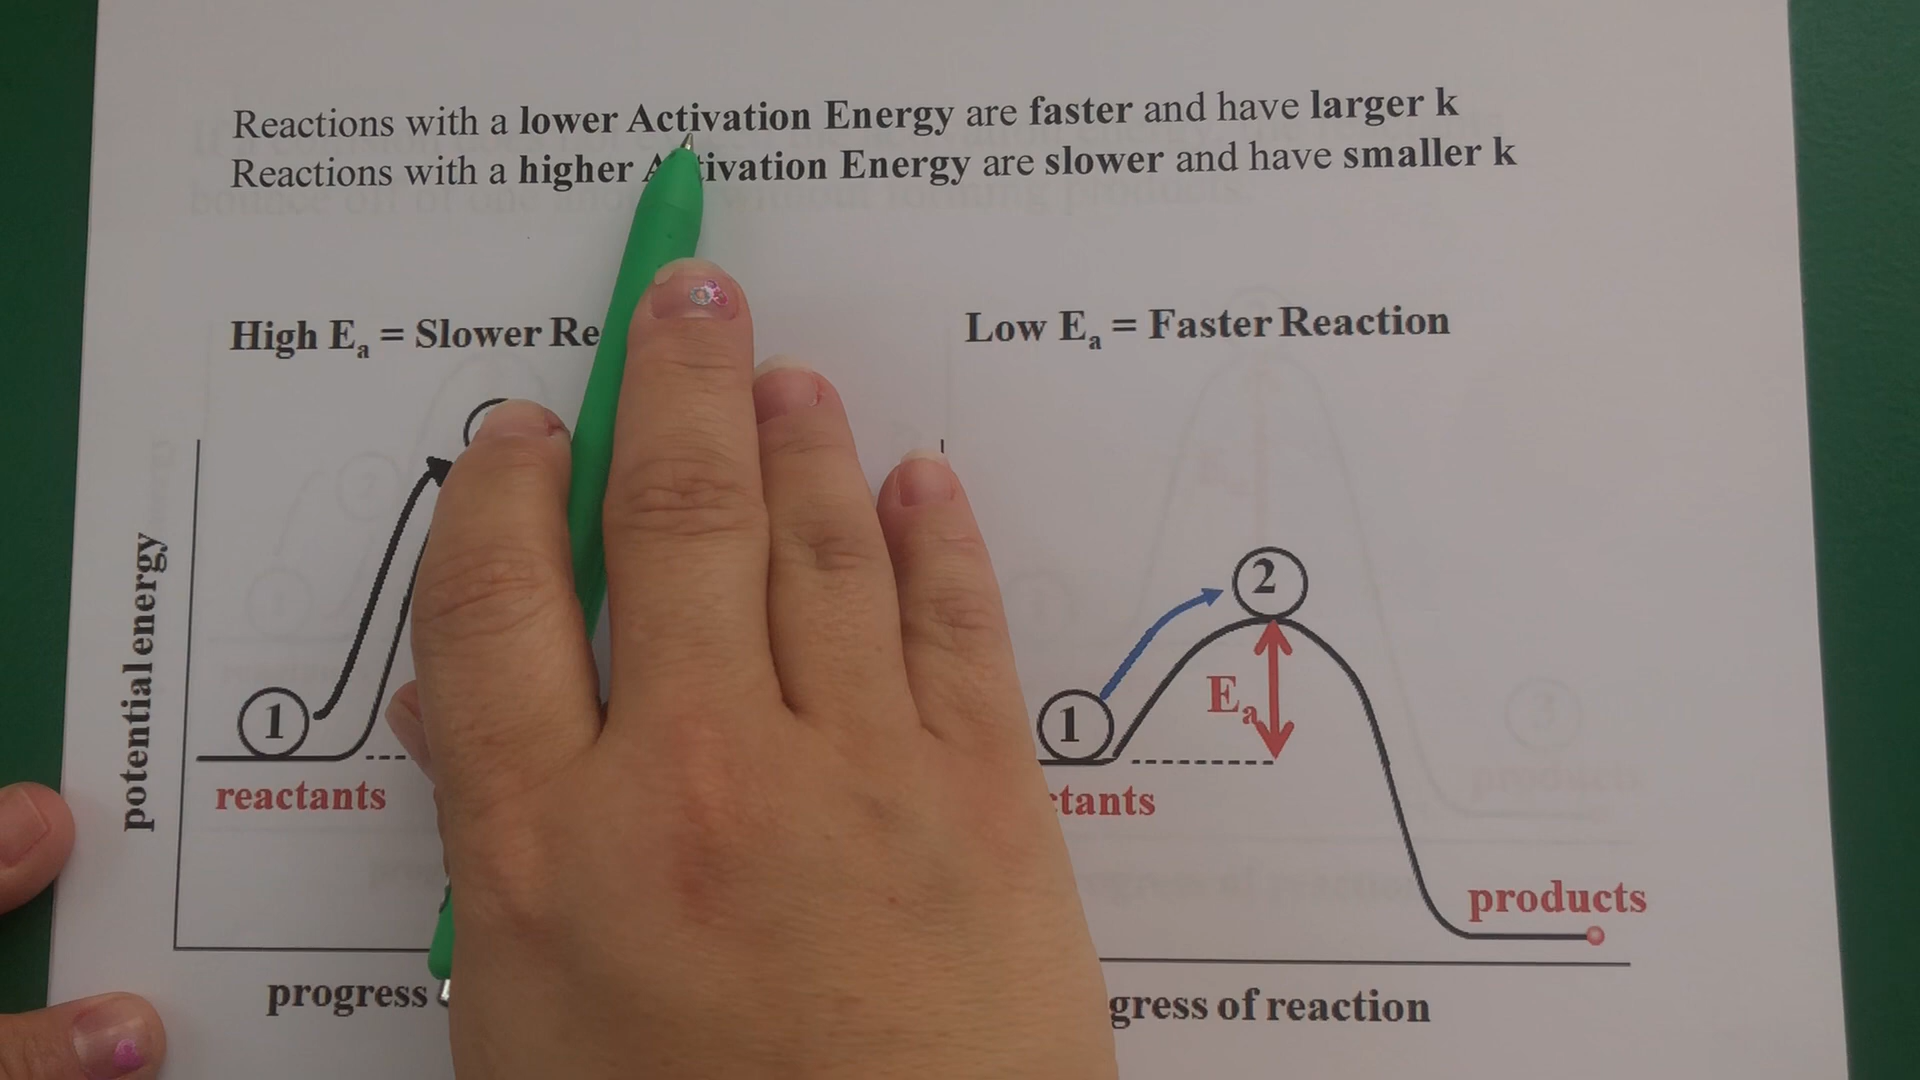 Reactions with a lower Activation Energy are faster and have larger k
Reactions with a higher Activation Energy are slower and have smaller k
High Ea = Slower Re
Low Ea = Faster Reaction
potential energy
1
reactants
progress
2
1
Ea
ctants
products
gress of reaction